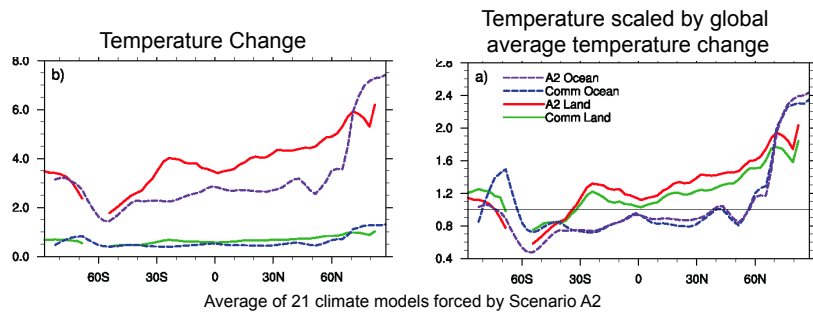 Temperature Change
Temperature scaled by global
average temperature change
b)
8.0
6.0
4.0
2.0
0.0
60S 30S 0 30N 60N
a)
A2 Ocean
Comm Ocean
A2 Land
Comm Land
2.8
2.4
2.0
1.6
1.2
0.8
0.4
60S 30S 0 30N 60N
Average of 21 climate models forced by Scenario A2